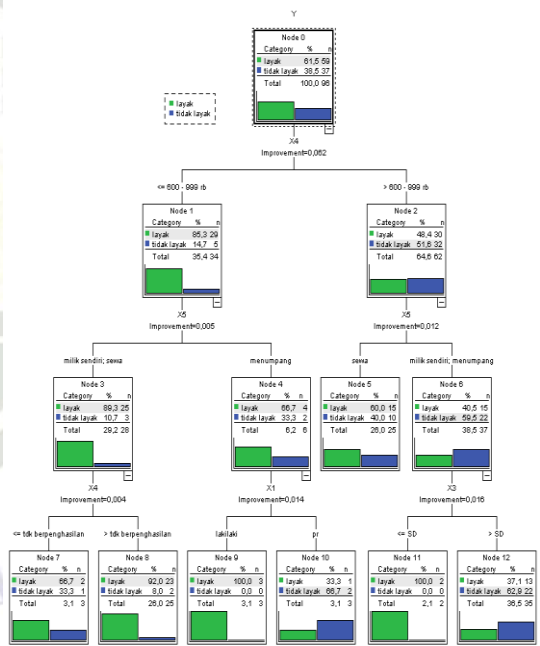 Y
Node 0
Category % n
layak 61,5 59
tidak layak 38,5 37
Total 100,0 96
layak
tidak layak
X4
Improvement=0,062
<= 600 - 999 rb
> 600 - 999 rb
Node 1
Category % n
layak 85,3 29
tidak layak 14,7 5
Total 35,4 34
Node 2
Category % n
layak 48,4 30
tidak layak 51,6 32
Total 64,6 62
X5
Improvement=0,005
X5
Improvement=0,012
milik sendiri; sewa
menumpang
sewa
milik sendiri; menumpang
Node 3
Category % n
layak 89,3 25
tidak layak 10,7 3
Total 29,2 28
Node 4
Category % n
layak 66,7 4
tidak layak 33,3 2
Total 6,2 6
Node 5
Category % n
layak 60,0 15
tidak layak 40,0 10
Total 26,0 25
Node 6
Category % n
layak 40,5 15
tidak layak 59,5 22
Total 38,5 37
X4
Improvement=0,004
X1
Improvement=0,014
X3
Improvement=0,016
<= tdk berpenghasilan
> tdk berpenghasilan
lakilaki
pr
<= SD
> SD
Node 7
Category % n
layak 66,7 2
tidak layak 33,3 1
Total 3,1 3
Node 8
Category % n
layak 92,0 23
tidak layak 8,0 2
Total 26,0 25
Node 9
Category % n
layak 100,0 3
tidak layak 0,0 0
Total 3,1 3
Node 10
Category % n
layak 33,3 1
tidak layak 66,7 2
Total 3,1 3
Node 11
Category % n
layak 100,0 2
tidak layak 0,0 0
Total 2,1 2
Node 12
Category % n
layak 37,1 13
tidak layak 62,9 22
Total 36,5 35